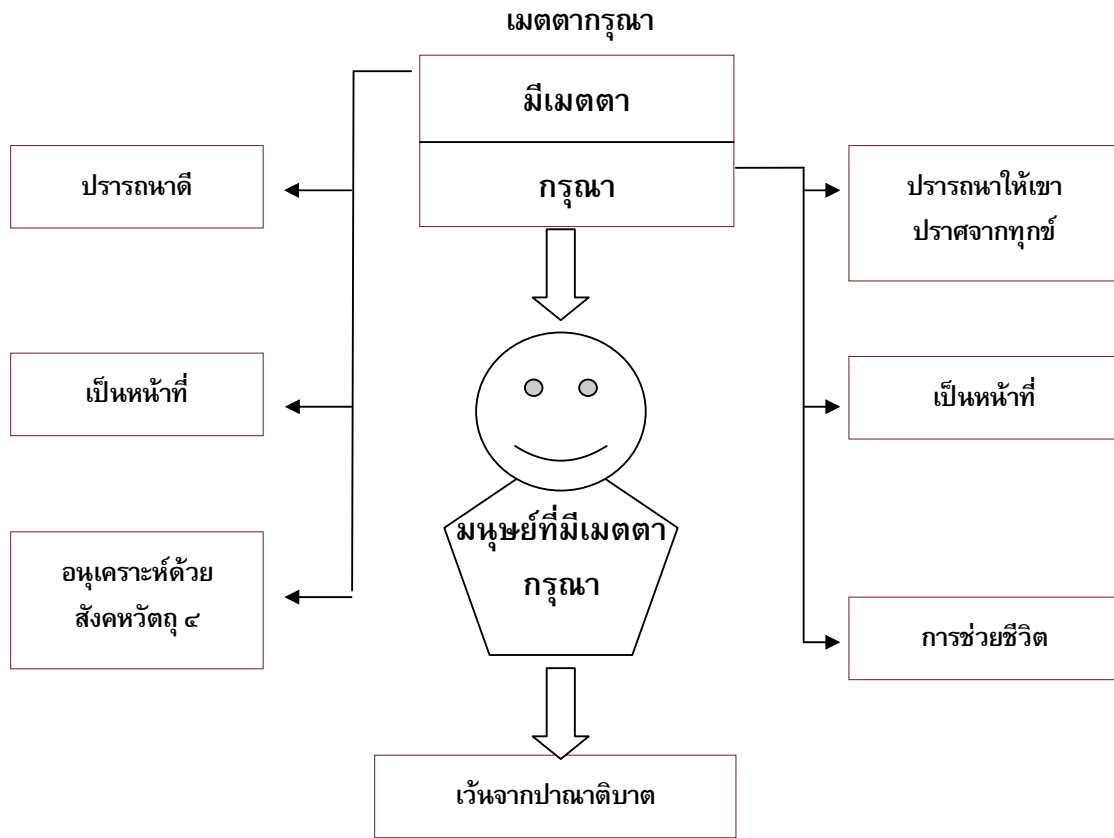 เมตตากรุณา
มีเมตตา
กรุณา
ปรารถนาดี
ปรารถนาให้เขา
ปราศจากทุกข์
เป็นหน้าที่
เป็นหน้าที่
มนุษย์ที่มีเมตตา
กรุณา
อนุเคราะห์ด้วย
สังคหวัตถุ ๔
การช่วยชีวิต
เว้นจากปาณาติบาต